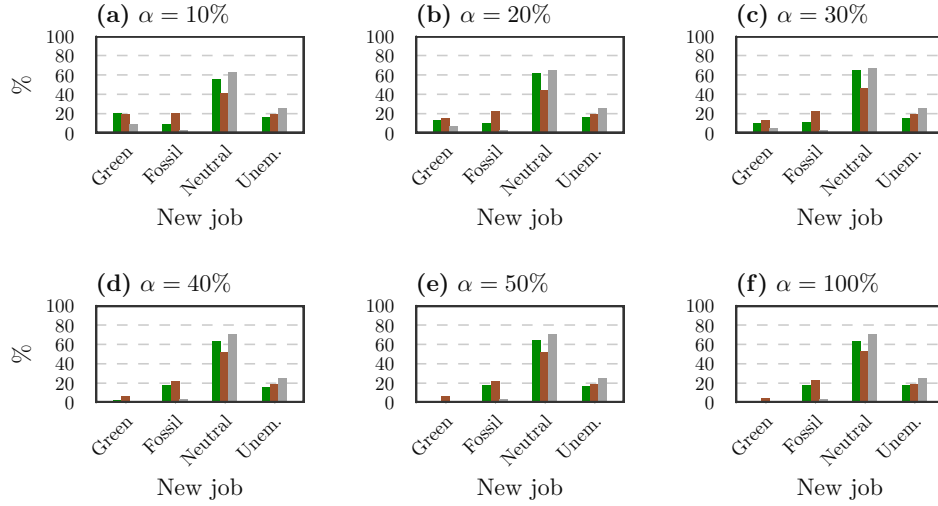 (a) α = 10%
(b) α = 20%
(c) α = 30%
%
100
80
60
40
20
0
Green
Fossil
Neutral
Unem.
New job
100
80
60
40
20
0
Green
Fossil
Neutral
Unem.
New job
100
80
60
40
20
0
Green
Fossil
Neutral
Unem.
New job
(d) α = 40%
(e) α = 50%
(f) α = 100%
%
100
80
60
40
20
0
Green
Fossil
Neutral
Unem.
New job
100
80
60
40
20
0
Green
Fossil
Neutral
Unem.
New job
100
80
60
40
20
0
Green
Fossil
Neutral
Unem.
New job